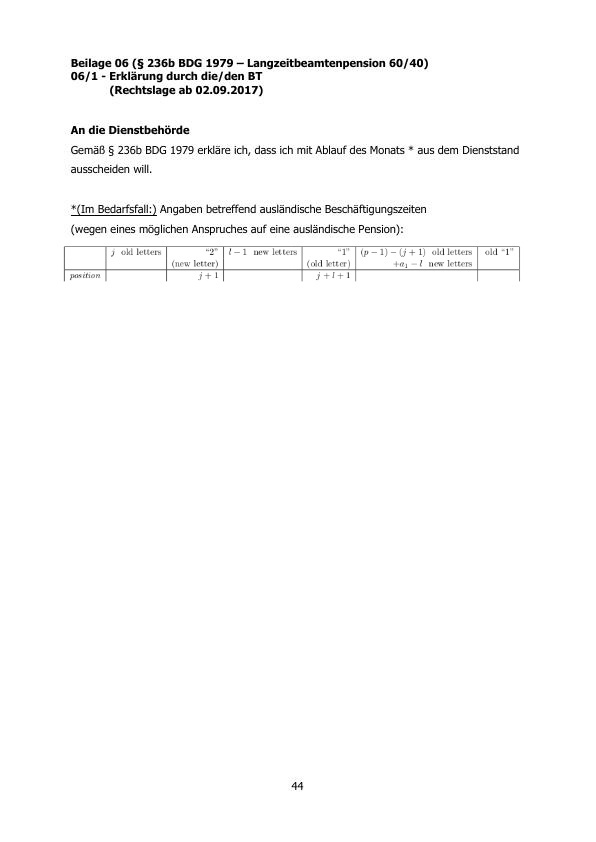 Beilage 06 (§ 236b BDG 1979 – Langzeitbeamtenpension 60/40)
06/1 - Erklärung durch die/den BT
(Rechtslage ab 02.09.2017)
An die Dienstbehörde
Gemäß § 236b BDG 1979 erkläre ich, dass ich mit Ablauf des Monats * aus dem Dienststand
ausscheiden will.
*(Im Bedarfsfall:) Angaben betreffend ausländische Beschäftigungszeiten
(wegen eines möglichen Anspruches auf eine ausländische Pension):
j old letters “2” l − 1 new letters “1” (p − 1) − (j + 1) old letters old “1”
(new letter) (old letter) +a₁ − l new letters
position j + 1 j + l + 1
44